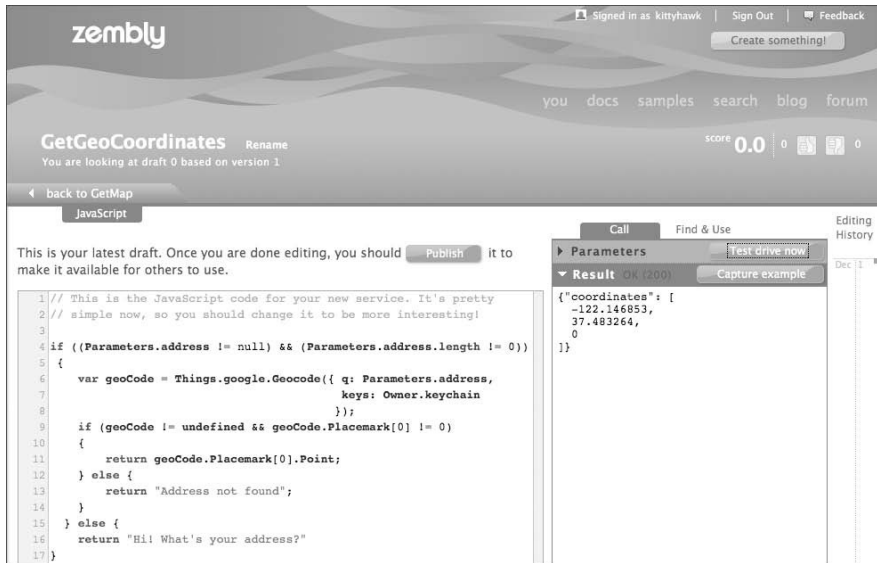 zembly
Signed in as kittyhawk | Sign Out | Feedback
Create something!
you docs samples search blog forum
GetGeoCoordinates Rename
You are looking at draft 0 based on version 1
score 0.0 0 0
back to GetMap
JavaScript
This is your latest draft. Once you are done editing, you should Publish it to
make it available for others to use.
1 // This is the JavaScript code for your new service. It's pretty
2 // simple now, so you should change it to be more interesting!
3
4 if ((Parameters.address != null) && (Parameters.address.length != 0))
5 {
6 var geoCode = Things.google.Geocode({ q: Parameters.address,
7 keys: Owner.keychain
8 });
9 if (geoCode != undefined && geoCode.Placemark[0] != 0)
10 {
11 return geoCode.Placemark[0].Point;
12 } else {
13 return "Address not found";
14 }
15 } else {
16 return "Hi! What's your address?"
17 }
Call Find & Use
Parameters Test drive now
Result OK (200) Capture example
{"coordinates": [
-122.146853,
37.483264,
0
]}
Editing
History
Dec 1